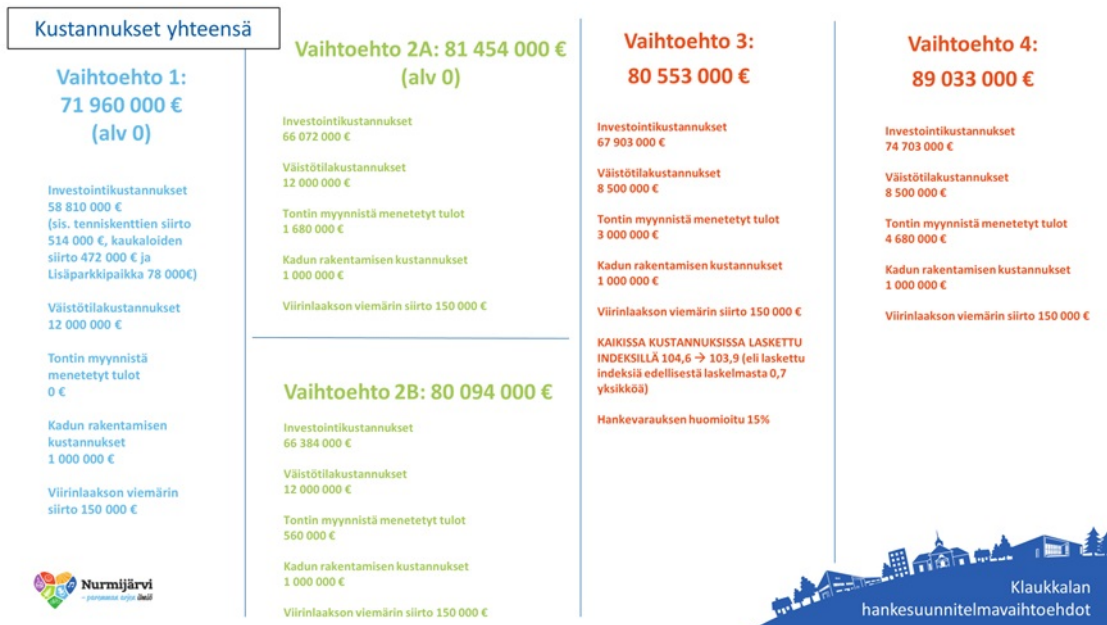 Kustannukset yhteensä
Vaihtoehto 1:
71 960 000 €
(alv 0)
Investointikustannukset
58 810 000 €
(sis. tenniskenttien siirto
514 000 €, kaukaloiden
siirto 472 000 € ja
Lisäparkkipaikka 78 000€)
Väistötilakustannukset
12 000 000 €
Tontin myynnistä
menetetyt tulot
0 €
Kadun rakentamisen
kustannukset
1 000 000 €
Viirinlaakson viemärin
siirto 150 000 €
Vaihtoehto 2A: 81 454 000 €
(alv 0)
Investointikustannukset
66 072 000 €
Väistötilakustannukset
12 000 000 €
Tontin myynnistä menetetyt tulot
1 680 000 €
Kadun rakentamisen kustannukset
1 000 000 €
Viirinlaakson viemärin siirto 150 000 €
Vaihtoehto 2B: 80 094 000 €
Investointikustannukset
66 384 000 €
Väistötilakustannukset
12 000 000 €
Tontin myynnistä menetetyt tulot
560 000 €
Kadun rakentamisen kustannukset
1 000 000 €
Viirinlaakson viemärin siirto 150 000 €
Vaihtoehto 3:
80 553 000 €
Investointikustannukset
67 903 000 €
Väistötilakustannukset
8 500 000 €
Tontin myynnistä menetetyt tulot
3 000 000 €
Kadun rakentamisen kustannukset
1 000 000 €
Viirinlaakson viemärin siirto 150 000 €
KAIKISSA KUSTANNUKSISSA LASKETTU
INDEKSILLÄ 104,6 → 103,9 (eli laskettu
indeksiä edellisestä laskelmasta 0,7
yksikköä)
Hankevarauksen huomioitu 15%
Vaihtoehto 4:
89 033 000 €
Investointikustannukset
74 703 000 €
Väistötilakustannukset
8 500 000 €
Tontin myynnistä menetetyt tulot
4 680 000 €
Kadun rakentamisen kustannukset
1 000 000 €
Viirinlaakson viemärin siirto 150 000 €
Nurmijärvi
– paremman arjen ilmiö
Klaukkalan
hankesuunnitelmavaihtoehdot